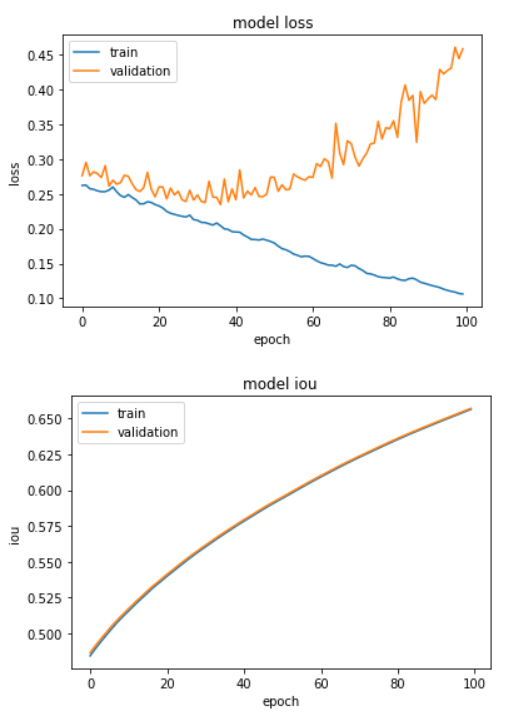 model loss
train
validation
0.45
0.40
0.35
0.30
0.25
0.20
0.15
0.10
loss
0 20 40 60 80 100
epoch
model iou
train
validation
0.650
0.625
0.600
0.575
0.550
0.525
0.500
iou
0 20 40 60 80 100
epoch